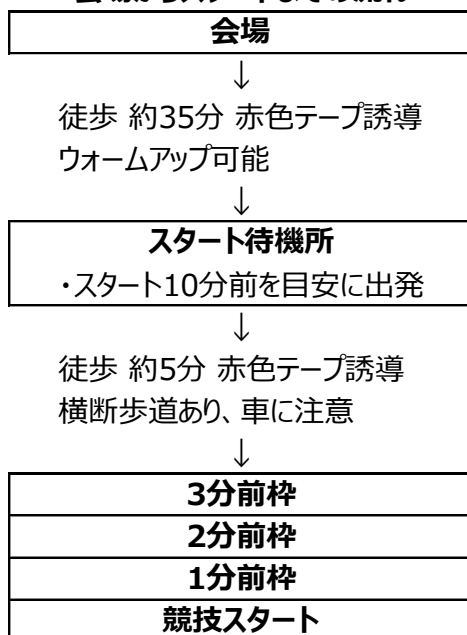 会場
↓
徒歩 約35分 赤色テープ誘導
ウォームアップ可能
↓
スタート待機所
・スタート10分前を目安に出発
↓
徒歩 約5分 赤色テープ誘導
横断歩道あり、車に注意
↓
3分前枠
2分前枠
1分前枠
競技スタート